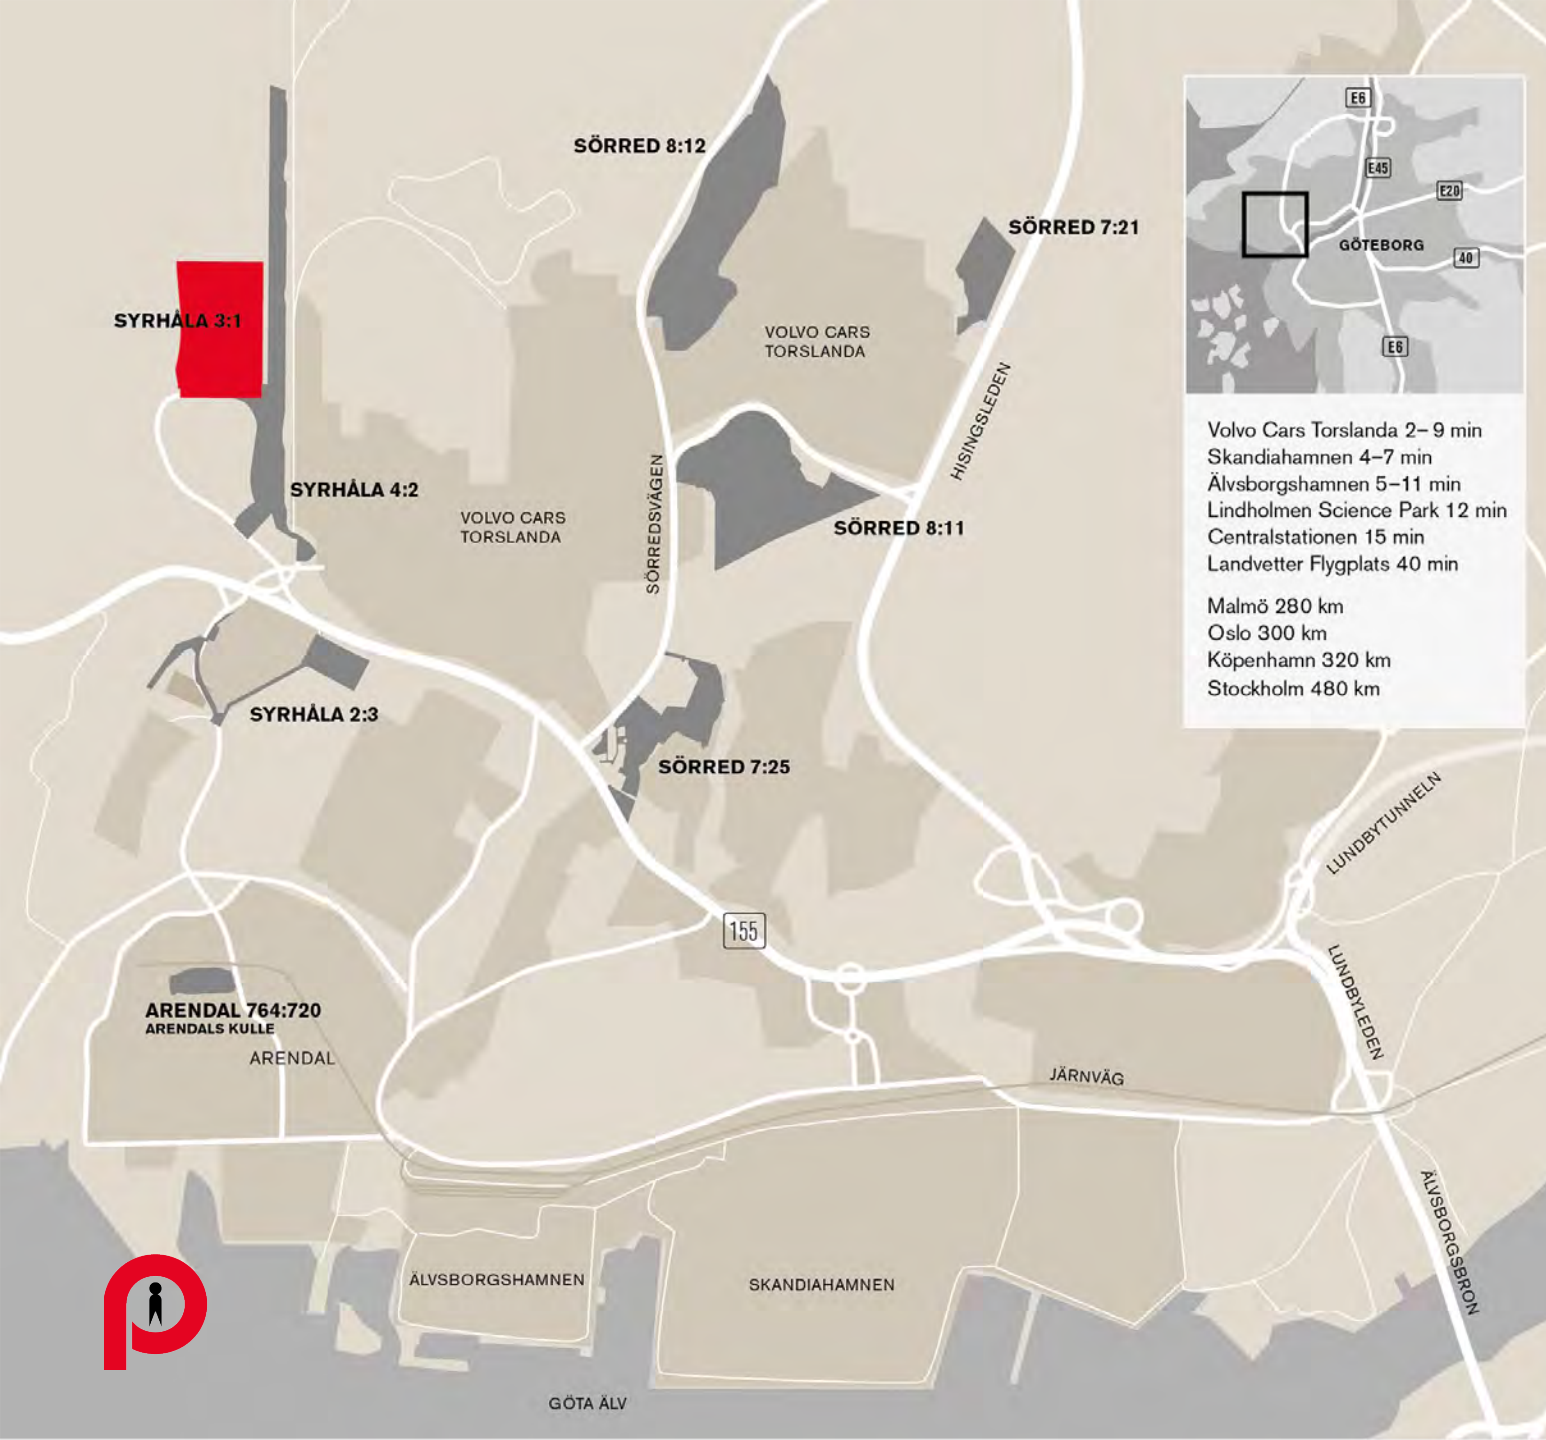 SÖRRED 8:12
SÖRRED 7:21
SYRHÅLA 3:1
VOLVO CARS
TORSLANDA
HISINGSLEDEN
SYRHÅLA 4:2
VOLVO CARS
TORSLANDA
SÖRREDSVÄGEN
SÖRRED 8:11
SYRHÅLA 2:3
SÖRRED 7:25
155
ARENDAL 764:720
ARENDALS KULLE
ARENDAL
JÄRNVÄG
LUNDBYTUNNELN
LUNDBYLEDEN
ÄLVSBORGSBRON
ÄLVSBORGSHAMNEN
SKANDIAHAMNEN
GÖTA ÄLV
E6
E45
E20
GÖTEBORG
40
E6
Volvo Cars Torslanda 2–9 min
Skandiahamnen 4–7 min
Älvsborgshamnen 5–11 min
Lindholmen Science Park 12 min
Centralstationen 15 min
Landvetter Flygplats 40 min
Malmö 280 km
Oslo 300 km
Köpenhamn 320 km
Stockholm 480 km